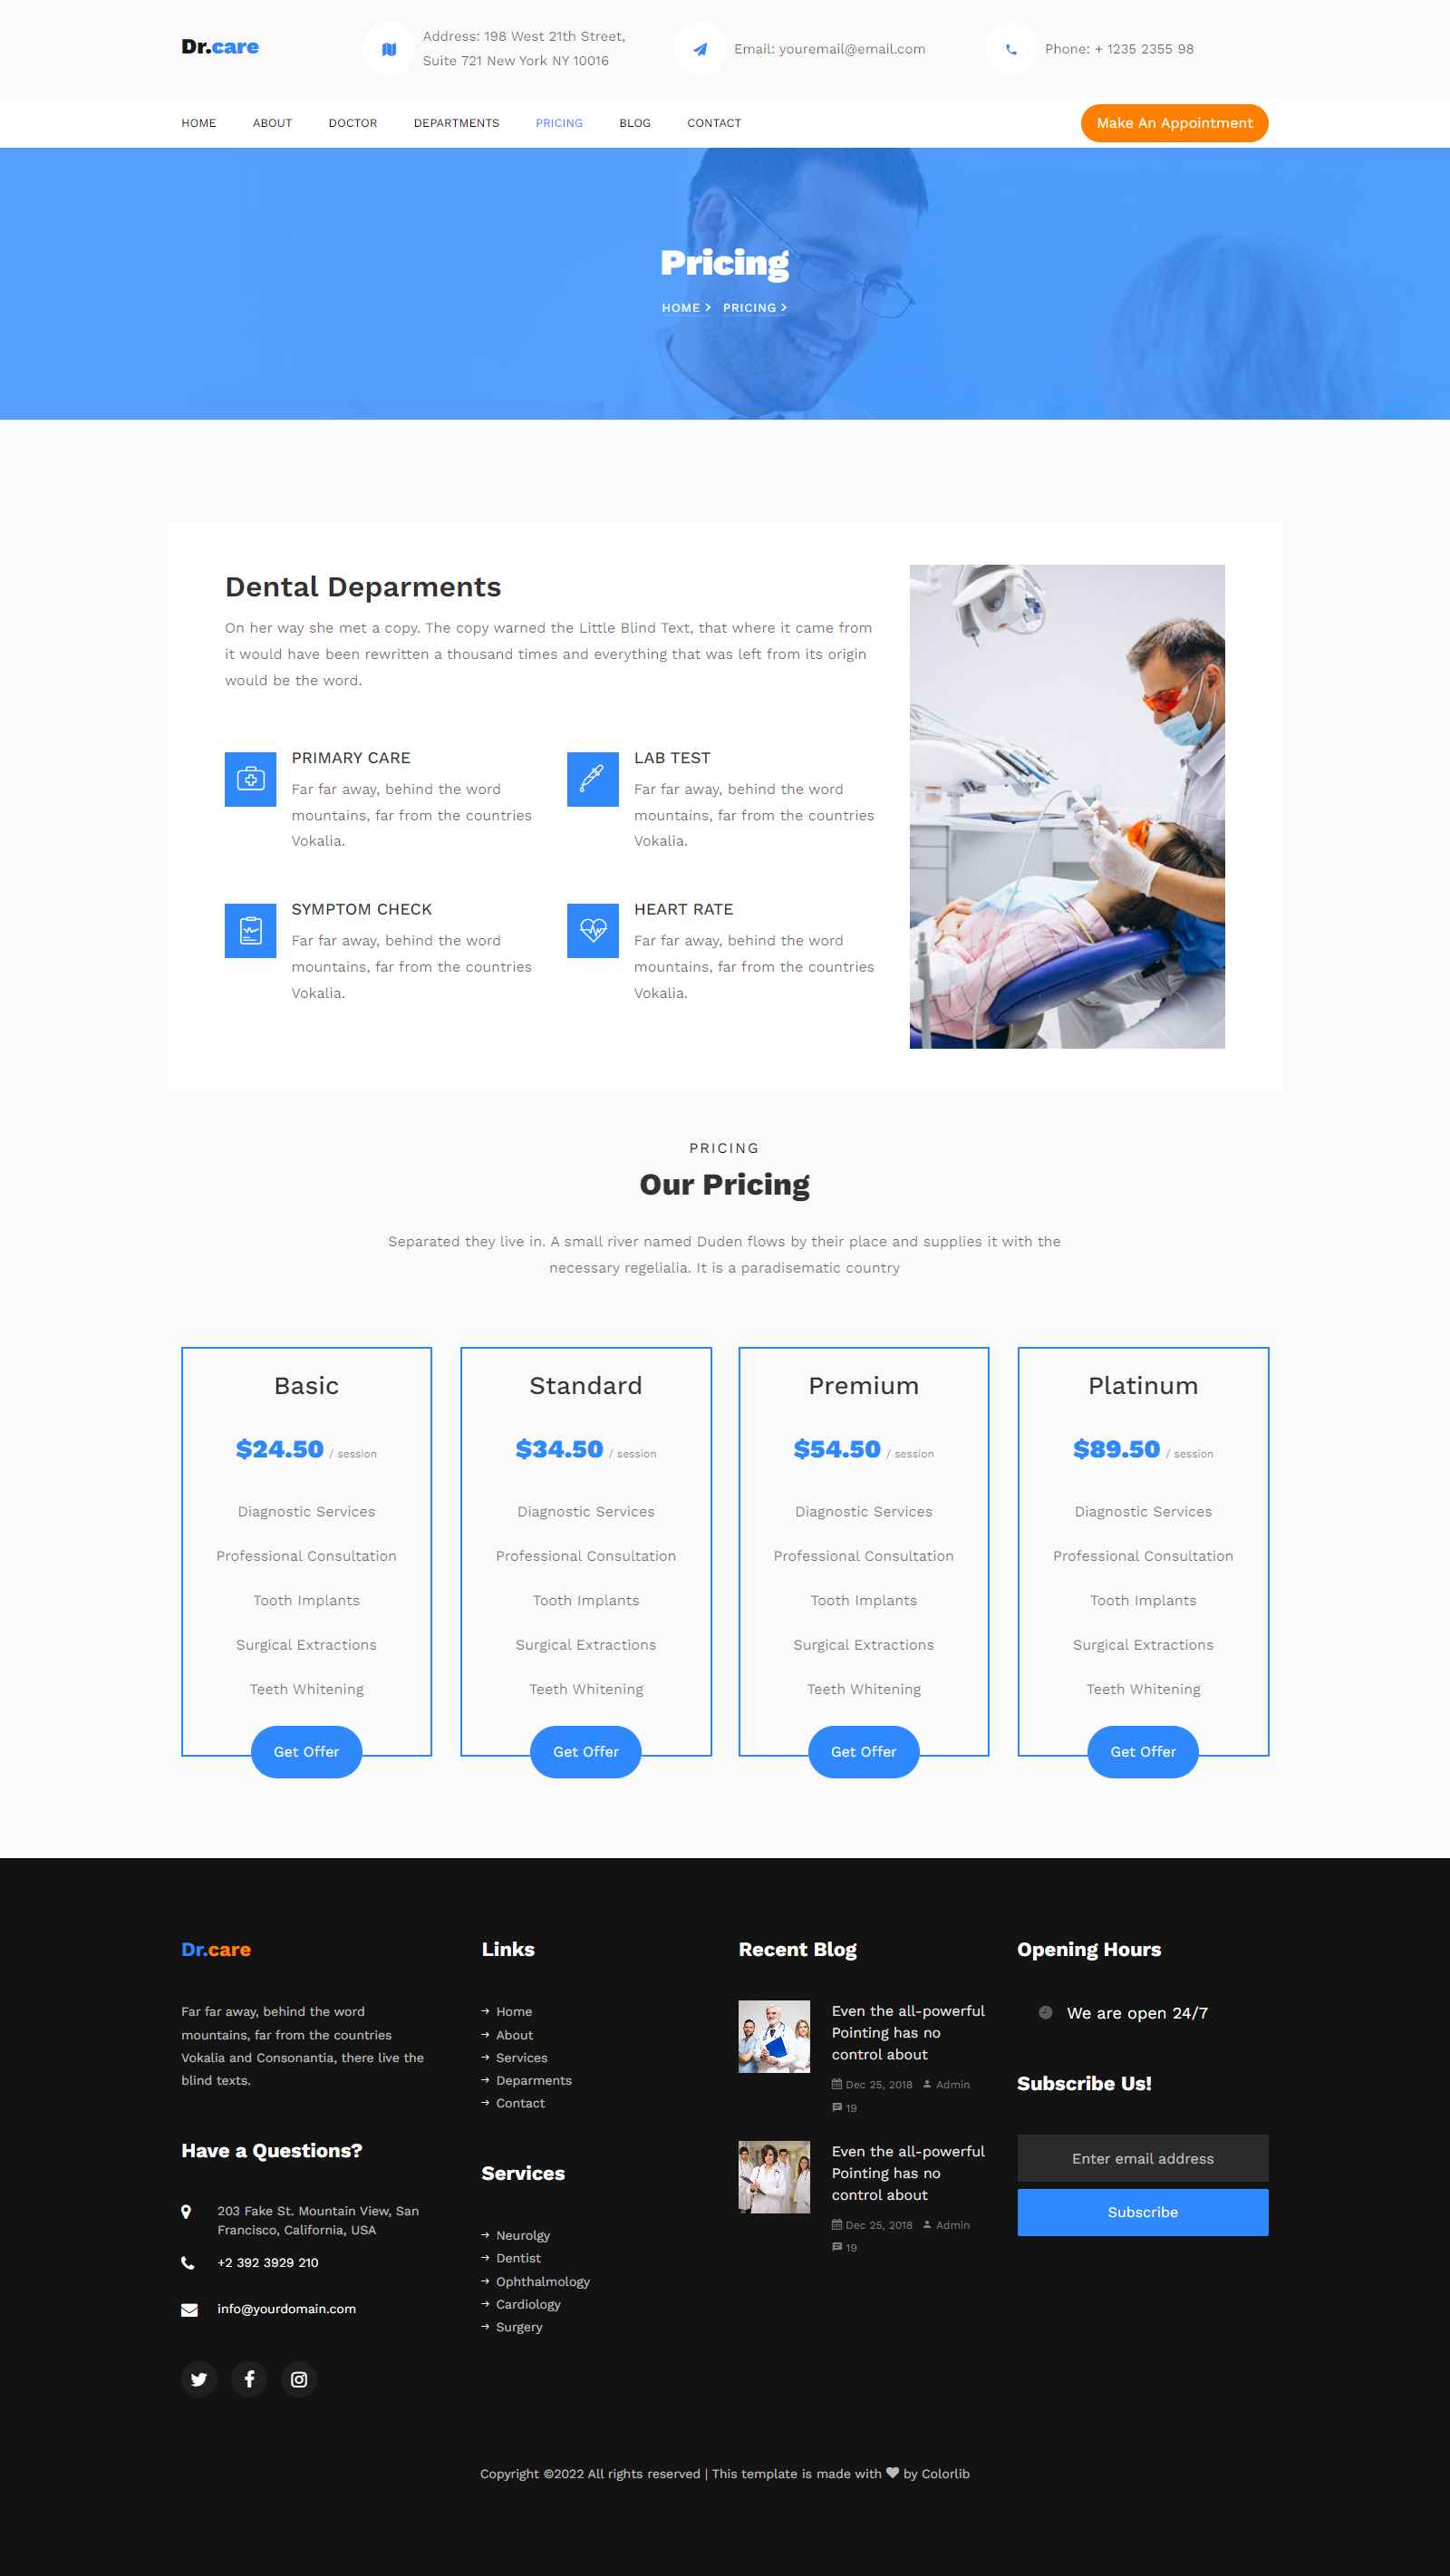 Dr.care
Address: 198 West 21th Street,
Suite 721 New York NY 10016
Email: youremail@email.com
Phone: + 1235 2355 98
HOME ABOUT DOCTOR DEPARTMENTS PRICING BLOG CONTACT
Make An Appointment
Pricing
HOME > PRICING >
Dental Deparments
On her way she met a copy. The copy warned the Little Blind Text, that where it came from
it would have been rewritten a thousand times and everything that was left from its origin
would be the word.
PRIMARY CARE
Far far away, behind the word
mountains, far from the countries
Vokalia.
LAB TEST
Far far away, behind the word
mountains, far from the countries
Vokalia.
SYMPTOM CHECK
Far far away, behind the word
mountains, far from the countries
Vokalia.
HEART RATE
Far far away, behind the word
mountains, far from the countries
Vokalia.
PRICING
Our Pricing
Separated they live in. A small river named Duden flows by their place and supplies it with the
necessary regelialia. It is a paradisematic country
Basic
$24.50 / session
Diagnostic Services
Professional Consultation
Tooth Implants
Surgical Extractions
Teeth Whitening
Get Offer
Standard
$34.50 / session
Diagnostic Services
Professional Consultation
Tooth Implants
Surgical Extractions
Teeth Whitening
Get Offer
Premium
$54.50 / session
Diagnostic Services
Professional Consultation
Tooth Implants
Surgical Extractions
Teeth Whitening
Get Offer
Platinum
$89.50 / session
Diagnostic Services
Professional Consultation
Tooth Implants
Surgical Extractions
Teeth Whitening
Get Offer
Dr.care
Far far away, behind the word
mountains, far from the countries
Vokalia and Consonantia, there live the
blind texts.
Have a Questions?
203 Fake St. Mountain View, San
Francisco, California, USA
+2 392 3929 210
info@yourdomain.com
Links
Home
About
Services
Deparments
Contact
Services
Neurolgy
Dentist
Ophthalmology
Cardiology
Surgery
Recent Blog
Even the all-powerful
Pointing has no
control about
Dec 25, 2018 Admin
19
Even the all-powerful
Pointing has no
control about
Dec 25, 2018 Admin
19
Opening Hours
We are open 24/7
Subscribe Us!
Enter email address
Subscribe
Copyright ©2022 All rights reserved | This template is made with ♥ by Colorlib